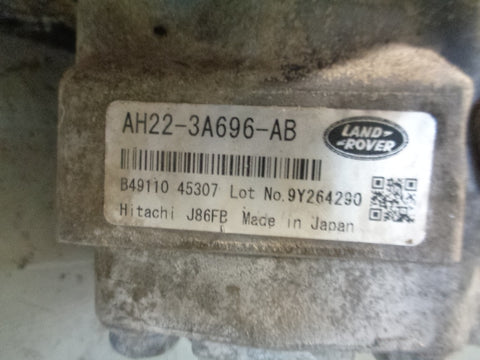 AH22-3A696-AB
LAND-
ROVER
B49110 45307 Lot No.9Y264290
Hitachi J86FB Made in Japan